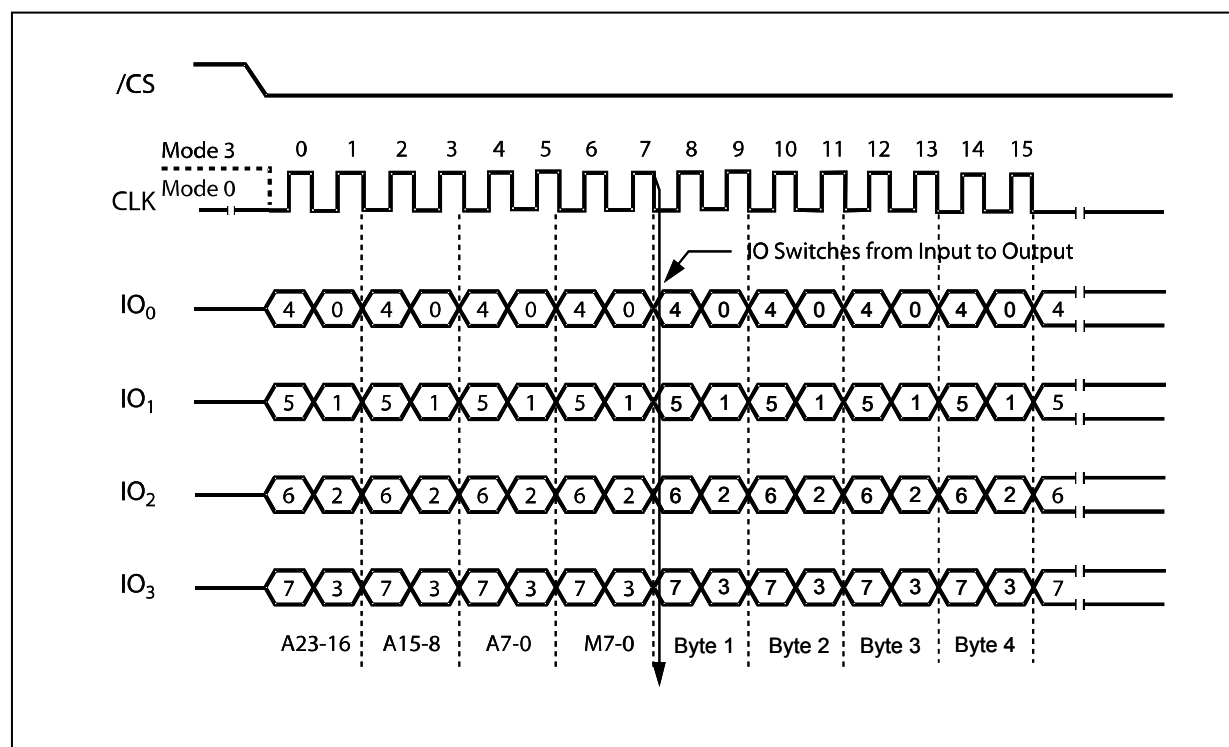 /CS
Mode 3
0 1 2 3 4 5 6 7 8 9 10 11 12 13 14 15
Mode 0
CLK
IO Switches from Input to Output
IO0 4 0 4 0 4 0 4 0 4 0 4 0 4 0 4 0 4
IO1 5 1 5 1 5 1 5 1 5 1 5 1 5 1 5 1 5
IO2 6 2 6 2 6 2 6 2 6 2 6 2 6 2 6 2 6
IO3 7 3 7 3 7 3 7 3 7 3 7 3 7 3 7 3 7
A23-16 A15-8 A7-0 M7-0 Byte 1 Byte 2 Byte 3 Byte 4